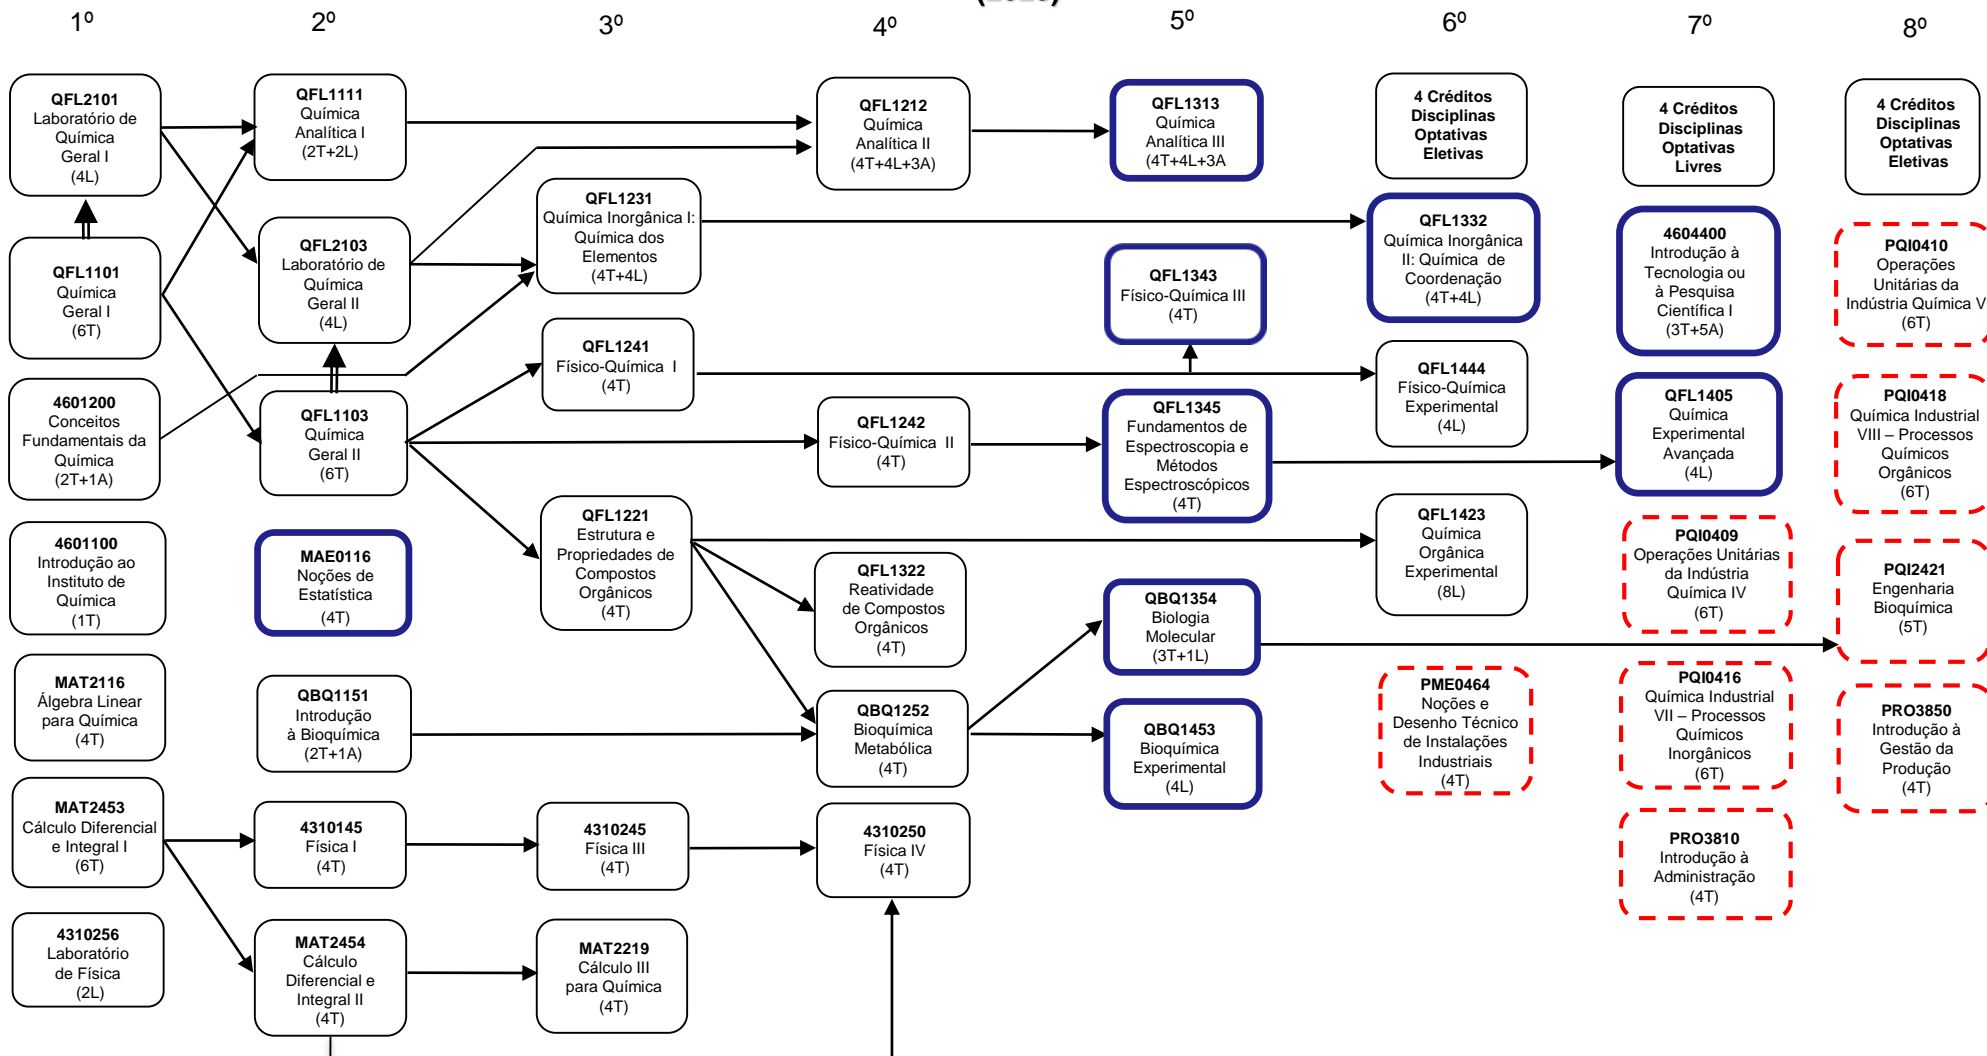 1º
2º
3º
4º
5º
6º
7º
8º
QFL2101
Laboratório de
Química
Geral I
(4L)
QFL1101
Química
Geral I
(6T)
4601200
Conceitos
Fundamentais da
Química
(2T+1A)
4601100
Introdução ao
Instituto de
Química
(1T)
MAT2116
Álgebra Linear
para Química
(4T)
MAT2453
Cálculo Diferencial
e Integral I
(6T)
4310256
Laboratório
de Física
(2L)
QFL1111
Química
Analítica I
(2T+2L)
QFL2103
Laboratório de
Química
Geral II
(4L)
QFL1103
Química
Geral II
(6T)
MAE0116
Noções de
Estatística
(4T)
QBQ1151
Introdução
à Bioquímica
(2T+1A)
4310145
Física I
(4T)
MAT2454
Cálculo
Diferencial e
Integral II
(4T)
QFL1231
Química Inorgânica I:
Química dos
Elementos
(4T+4L)
QFL1241
Físico-Química I
(4T)
QFL1221
Estrutura e
Propriedades de
Compostos
Orgânicos
(4T)
4310245
Física III
(4T)
MAT2219
Cálculo III
para Química
(4T)
QFL1212
Química
Analítica II
(4T+4L+3A)
QFL1242
Físico-Química II
(4T)
QFL1322
Reatividade
de Compostos
Orgânicos
(4T)
QBQ1252
Bioquímica
Metabólica
(4T)
4310250
Física IV
(4T)
QFL1313
Química
Analítica III
(4T+4L+3A
QFL1343
Físico-Química III
(4T)
QFL1345
Fundamentos de
Espectroscopia e
Métodos
Espectroscópicos
(4T)
QBQ1354
Biologia
Molecular
(3T+1L)
QBQ1453
Bioquímica
Experimental
(4L)
4 Créditos
Disciplinas
Optativas
Eletivas
QFL1332
Química Inorgânica
II: Química de
Coordenação
(4T+4L)
QFL1444
Físico-Química
Experimental
(4L)
QFL1423
Química
Orgânica
Experimental
(8L)
PME0464
Noções e
Desenho Técnico
de Instalações
Industriais
(4T)
4 Créditos
Disciplinas
Optativas
Livres
4604400
Introdução à
Tecnologia ou
à Pesquisa
Científica I
(3T+5A)
QFL1405
Química
Experimental
Avançada
(4L)
PQI0409
Operações Unitárias
da Indústria
Química IV
(6T)
PQI0416
Química Industrial
VII – Processos
Químicos
Inorgânicos
(6T)
PRO3810
Introdução à
Administração
(4T)
4 Créditos
Disciplinas
Optativas
Eletivas
PQI0410
Operações
Unitárias da
Indústria Química V
(6T)
PQI0418
Química Industrial
VIII – Processos
Químicos
Orgânicos
(6T)
PQI2421
Engenharia
Bioquímica
(5T)
PRO3850
Introdução à
Gestão da
Produção
(4T)